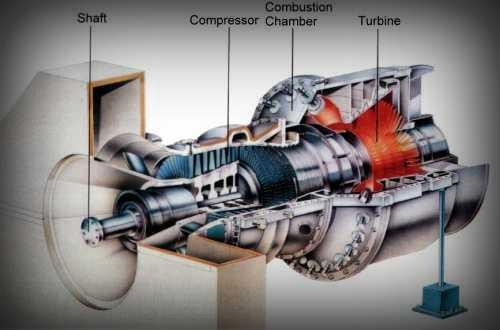 Shaft
Compressor
Combustion
Chamber
Turbine